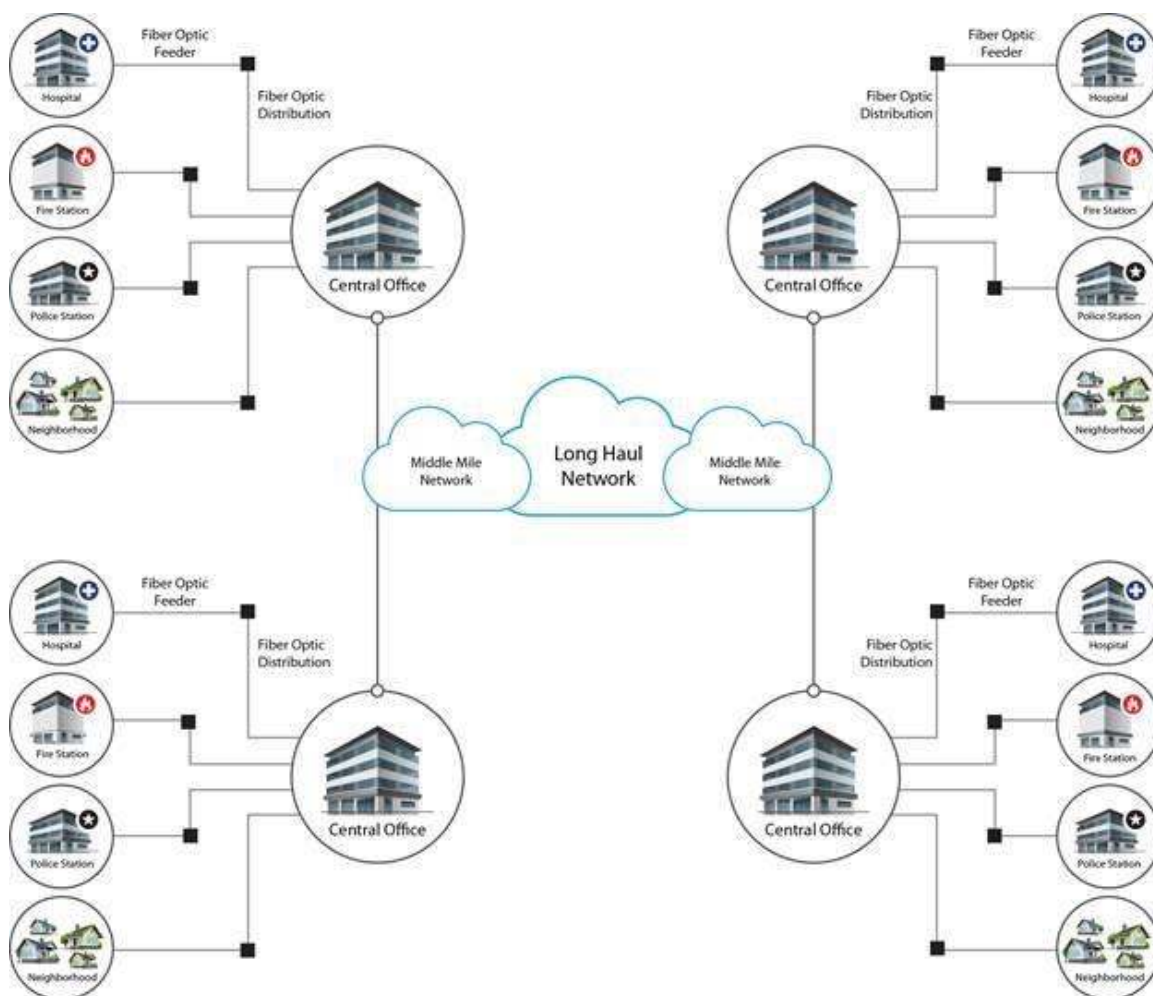 Fiber Optic
Feeder
Hospital
Fiber Optic
Distribution
Fire Station
Police Station
Neighborhood
Central Office
Fiber Optic
Feeder
Hospital
Fiber Optic
Distribution
Fire Station
Police Station
Neighborhood
Central Office
Middle Mile
Network
Long Haul
Network
Middle Mile
Network
Fiber Optic
Feeder
Hospital
Fiber Optic
Distribution
Fire Station
Police Station
Neighborhood
Central Office
Fiber Optic
Feeder
Hospital
Fiber Optic
Distribution
Fire Station
Police Station
Neighborhood
Central Office